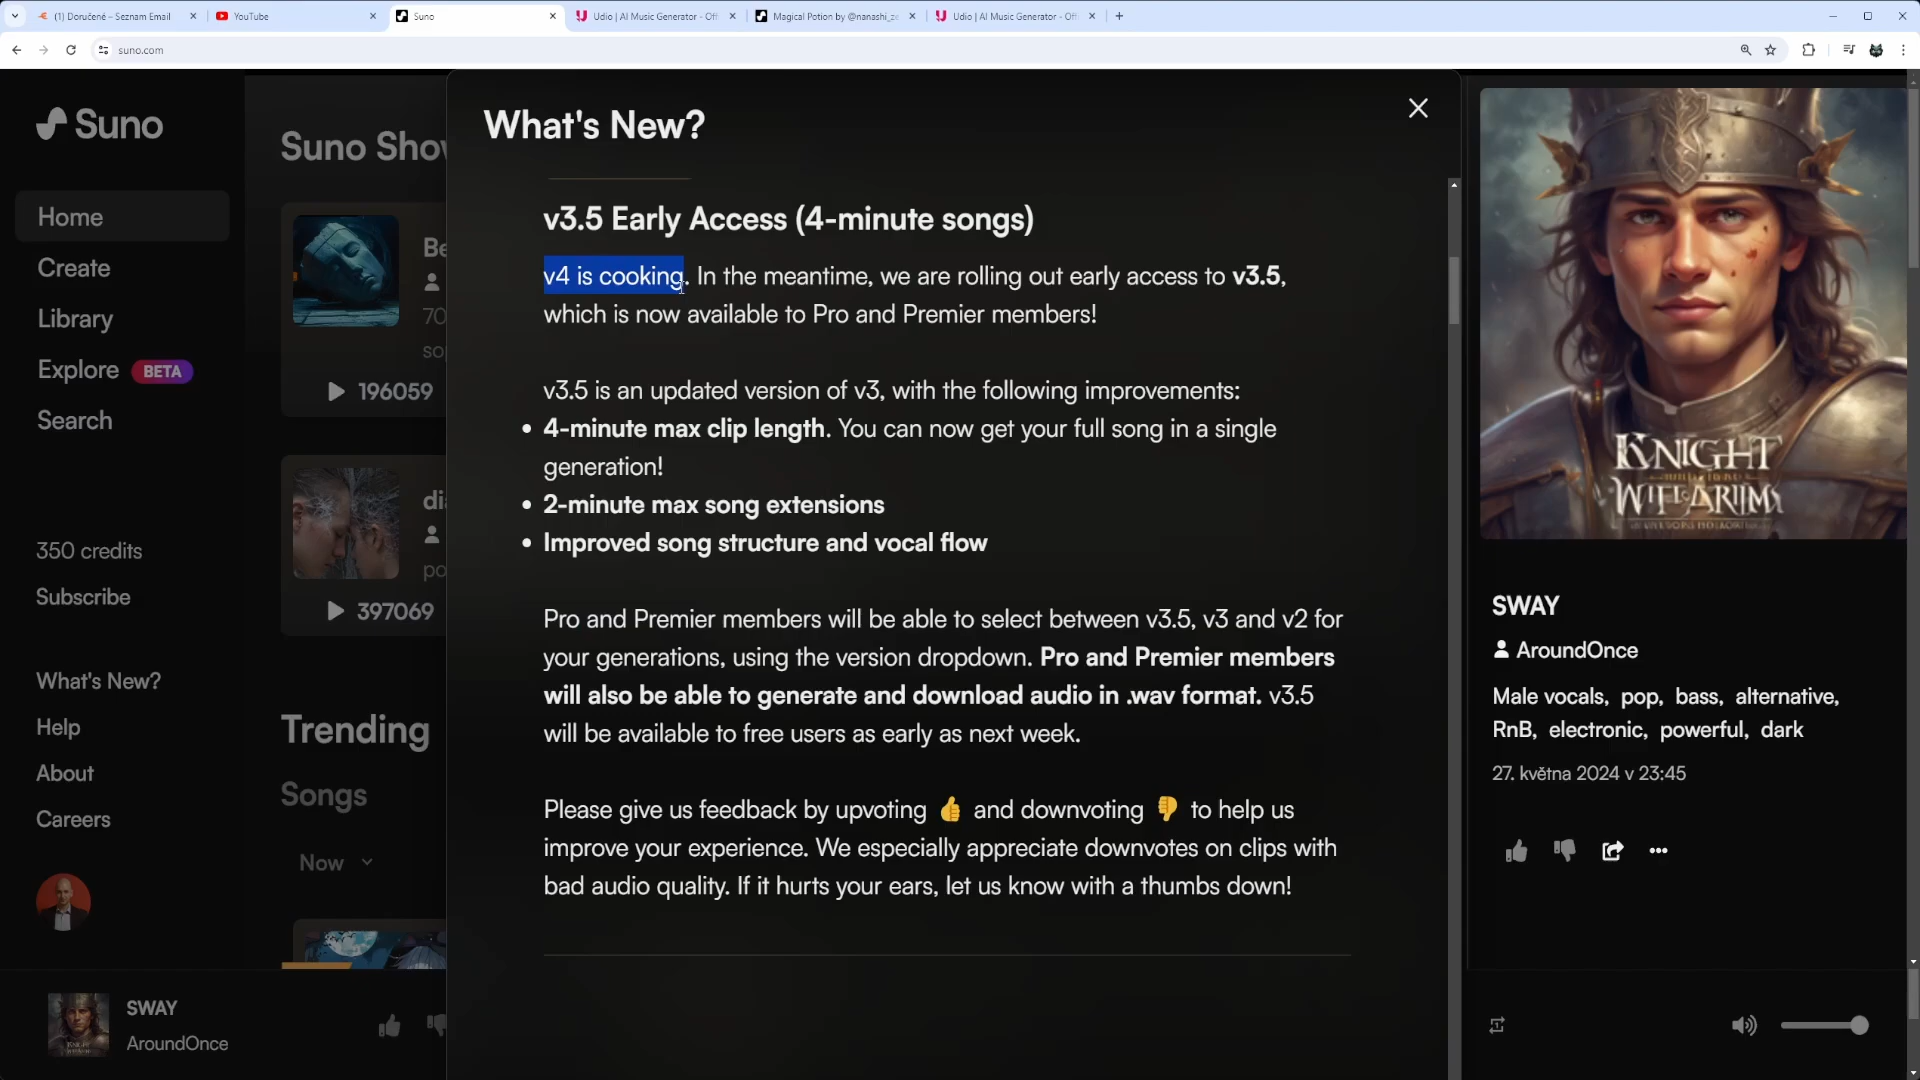 (1) Doručené – Seznam Email
YouTube
Suno
Udio | AI Music Generator - Off
Magical Potion by @nanashi_ze
Udio | AI Music Generator - Off
suno.com
Suno
Home
Create
Library
Explore BETA
Search
350 credits
Subscribe
What's New?
Help
About
Careers
Suno Show
Be
70
so
196059
di
po
397069
Trending
Songs
Now
What's New?
v3.5 Early Access (4-minute songs)
v4 is cooking. In the meantime, we are rolling out early access to v3.5,
which is now available to Pro and Premier members!
v3.5 is an updated version of v3, with the following improvements:
• 4-minute max clip length. You can now get your full song in a single
generation!
• 2-minute max song extensions
• Improved song structure and vocal flow
Pro and Premier members will be able to select between v3.5, v3 and v2 for
your generations, using the version dropdown. Pro and Premier members
will also be able to generate and download audio in .wav format. v3.5
will be available to free users as early as next week.
Please give us feedback by upvoting 👍 and downvoting 👎 to help us
improve your experience. We especially appreciate downvotes on clips with
bad audio quality. If it hurts your ears, let us know with a thumbs down!
KNIGHT
SWAY
AroundOnce
Male vocals, pop, bass, alternative,
RnB, electronic, powerful, dark
27. května 2024 v 23:45
SWAY
AroundOnce